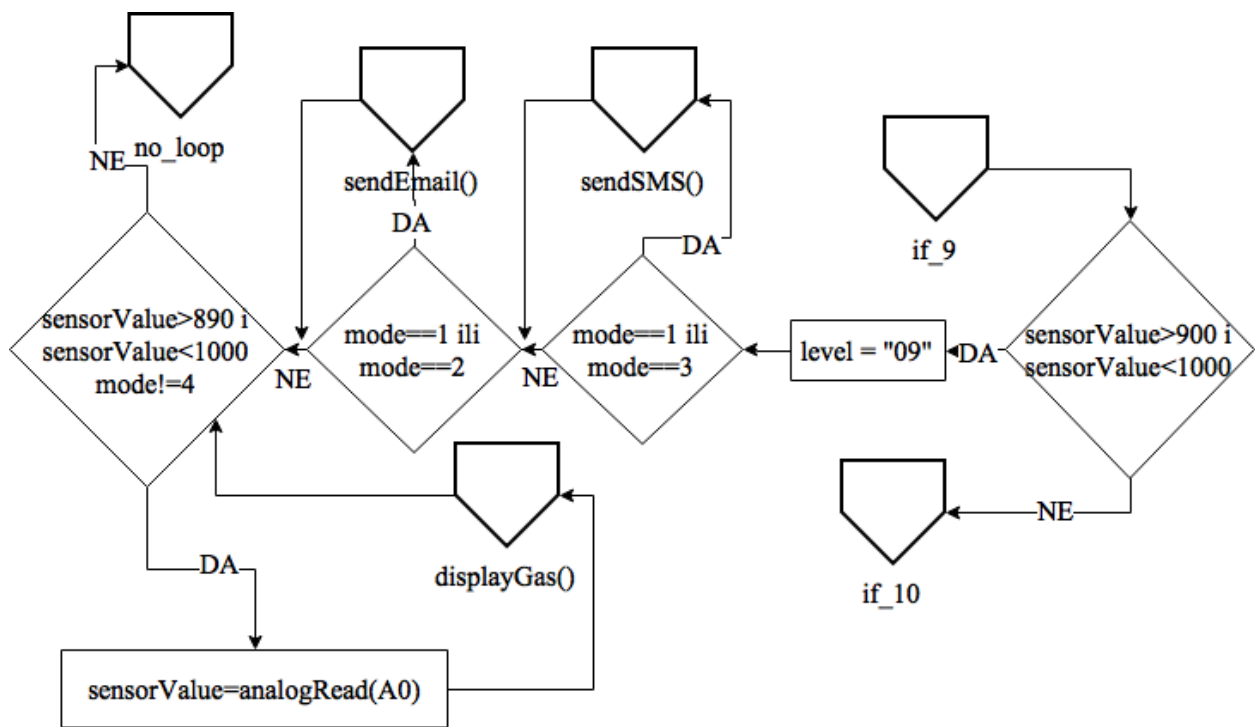 no_loop
NE
sendEmail()
DA
sendSMS()
DA
if_9
sensorValue>890 i
sensorValue<1000
mode!=4
NE
mode==1 ili
mode==2
NE
mode==1 ili
mode==3
level = "09"
DA
sensorValue>900 i
sensorValue<1000
NE
if_10
displayGas()
DA
sensorValue=analogRead(A0)